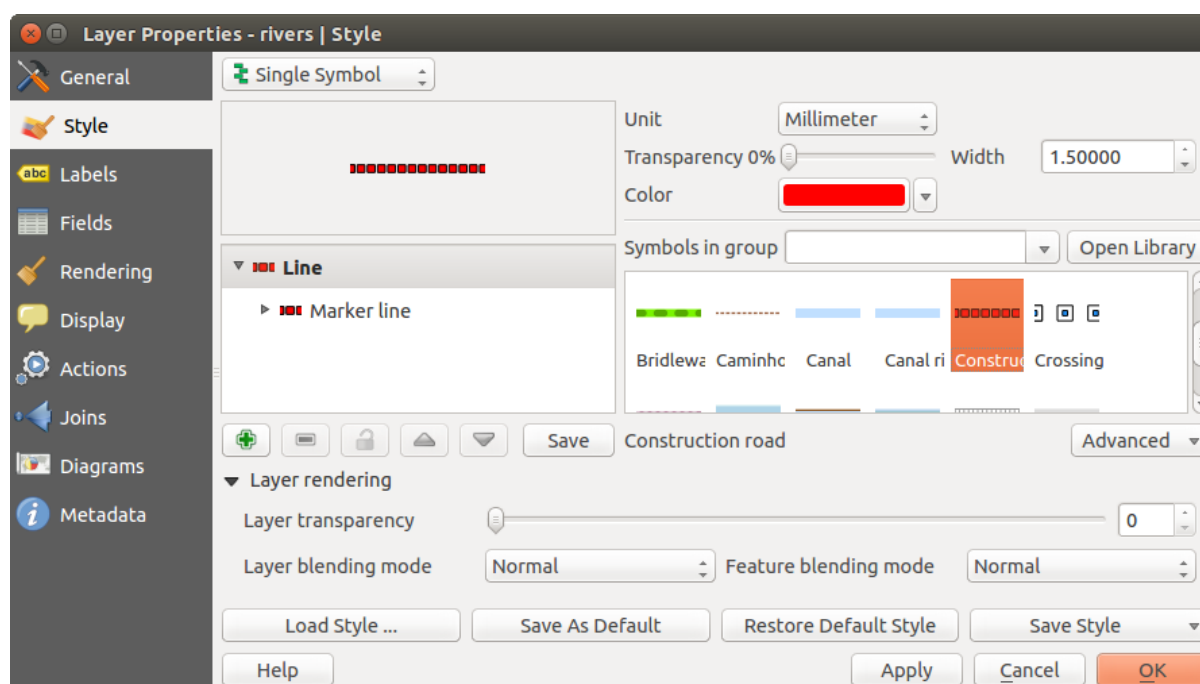 Layer Properties - rivers | Style
General
Style
abc Labels
Fields
Rendering
Display
Actions
Joins
Diagrams
i Metadata
Single Symbol
Unit Millimeter
Transparency 0% Width 1.50000
Color
Symbols in group Open Library
Line
Marker line
Bridlewa Caminho Canal Canal ri Construc Crossing
Save Construction road Advanced
Layer rendering
Layer transparency 0
Layer blending mode Normal Feature blending mode Normal
Load Style ... Save As Default Restore Default Style Save Style
Help Apply Cancel OK